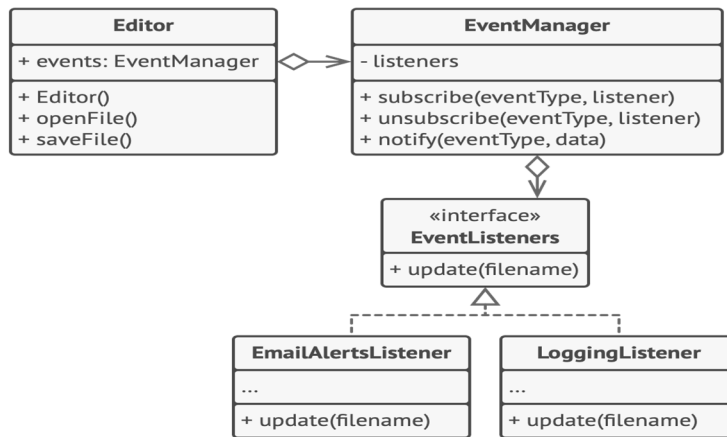 Editor
+ events: EventManager
+ Editor()
+ openFile()
+ saveFile()
EventManager
- listeners
+ subscribe(eventType, listener)
+ unsubscribe(eventType, listener)
+ notify(eventType, data)
«interface»
EventListeners
+ update(filename)
EmailAlertsListener
...
+ update(filename)
LoggingListener
...
+ update(filename)